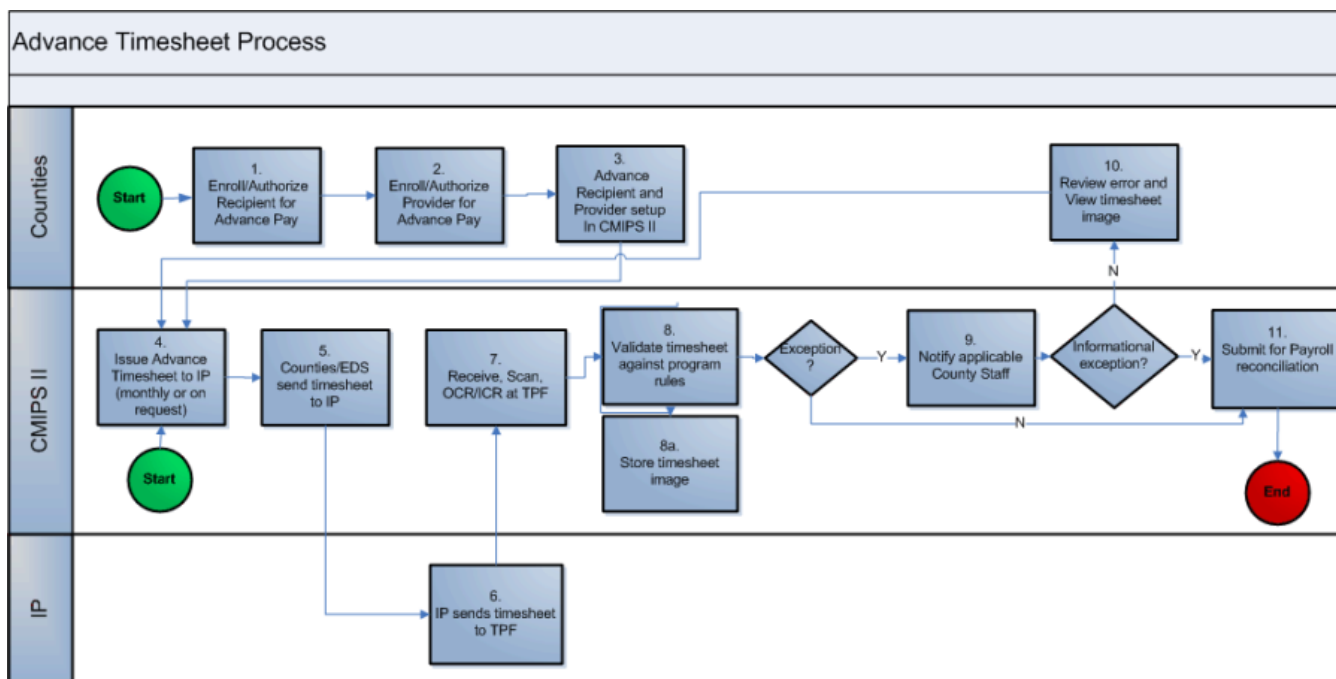 Advance Timesheet Process
Counties
Start
1.
Enroll/Authorize
Recipient for
Advance Pay
2.
Enroll/Authorize
Provider for
Advance Pay
3.
Advance
Recipient and
Provider setup
In CMIPS II
10.
Review error and
View timesheet
image
N
CMIPS II
4.
Issue Advance
Timesheet to IP
(monthly or on
request)
Start
5.
Counties/EDS
send timesheet
to IP
7.
Receive, Scan,
OCR/ICR at TPF
8.
Validate timesheet
against program
rules
8a.
Store timesheet
image
Exception
?
Y
N
9.
Notify applicable
County Staff
Informational
exception?
Y
11.
Submit for Payroll
reconciliation
End
IP
6.
IP sends timesheet
to TPF